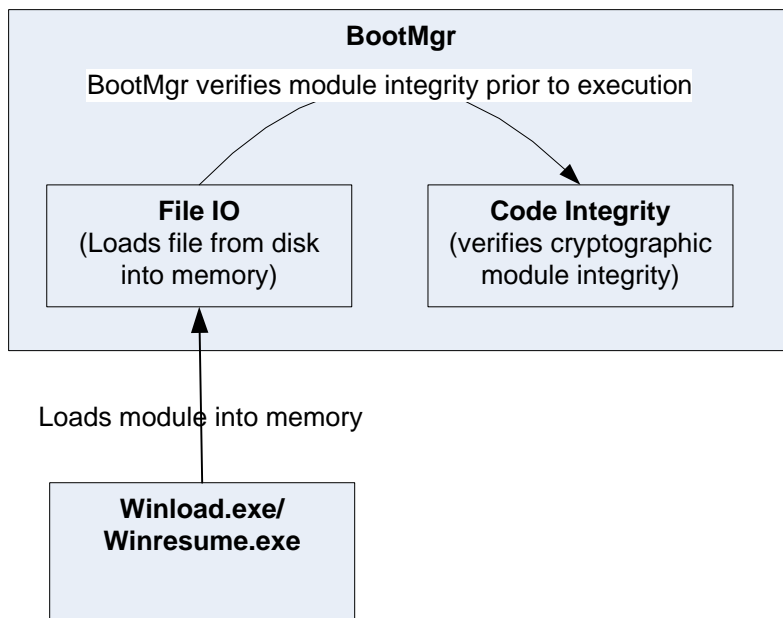 BootMgr
BootMgr verifies module integrity prior to execution
File IO
(Loads file from disk
into memory)
Code Integrity
(verifies cryptographic
module integrity)
Loads module into memory
Winload.exe/
Winresume.exe